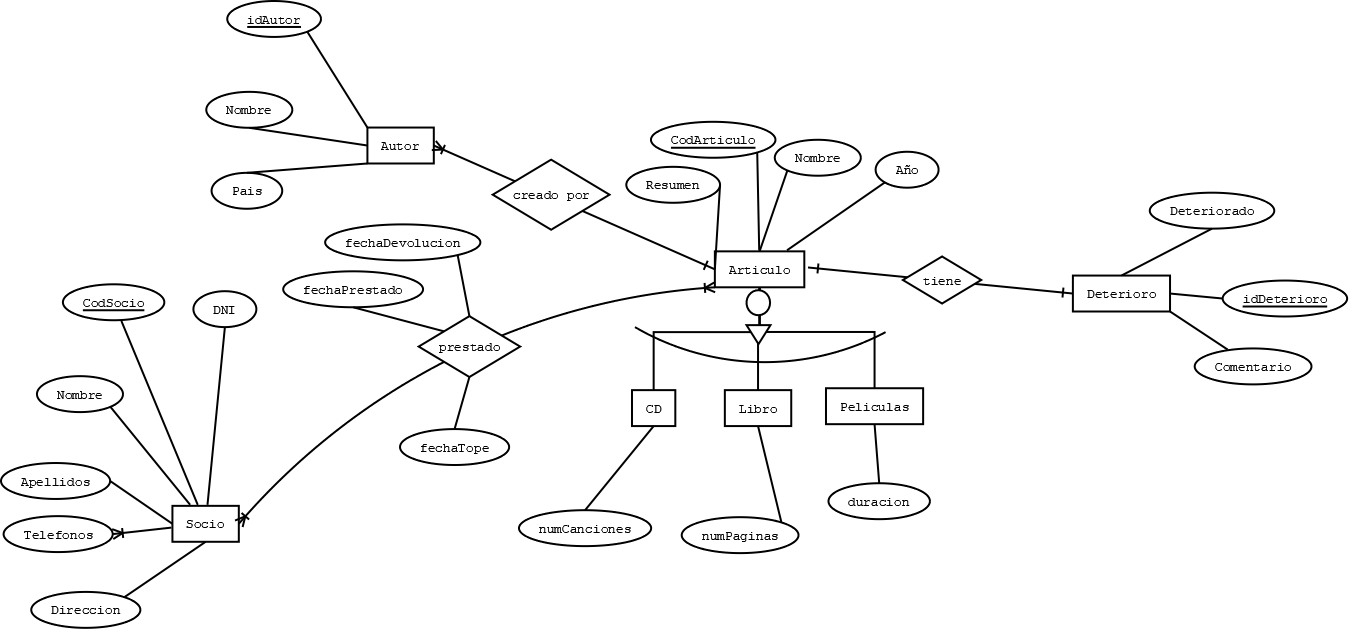 idAutor
Nombre
Autor
Pais
creado por
CodArticulo
Nombre
Año
Resumen
Articulo
tiene
Deteriorado
Deterioro
idDeterioro
Comentario
fechaDevolucion
fechaPrestado
prestado
fechaTope
CodSocio
DNI
Nombre
Apellidos
Telefonos
Socio
Direccion
CD
Libro
Peliculas
numCanciones
numPaginas
duracion